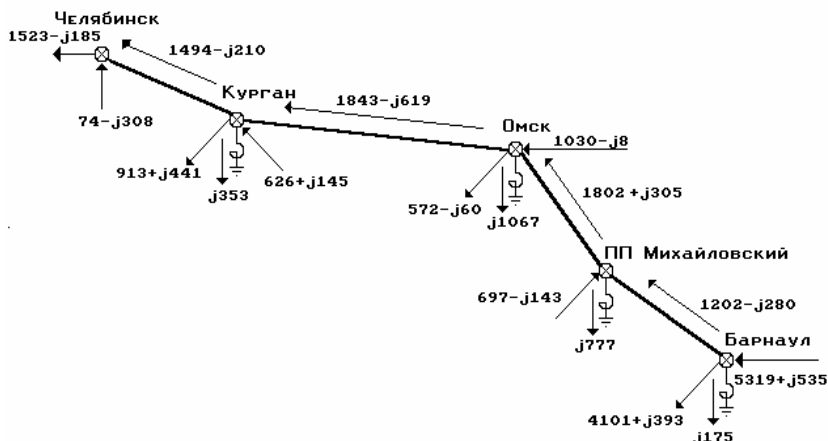 Челябинск
1523-j185
1494-j210
74-j308
Курган
1843-j619
913+j441
j353
626+j145
Омск
1030-j8
572-j60
j1067
1802+j305
ПП Михайловский
697-j143
j777
1202-j280
Барнаул
5319+j535
4101+j393
j175